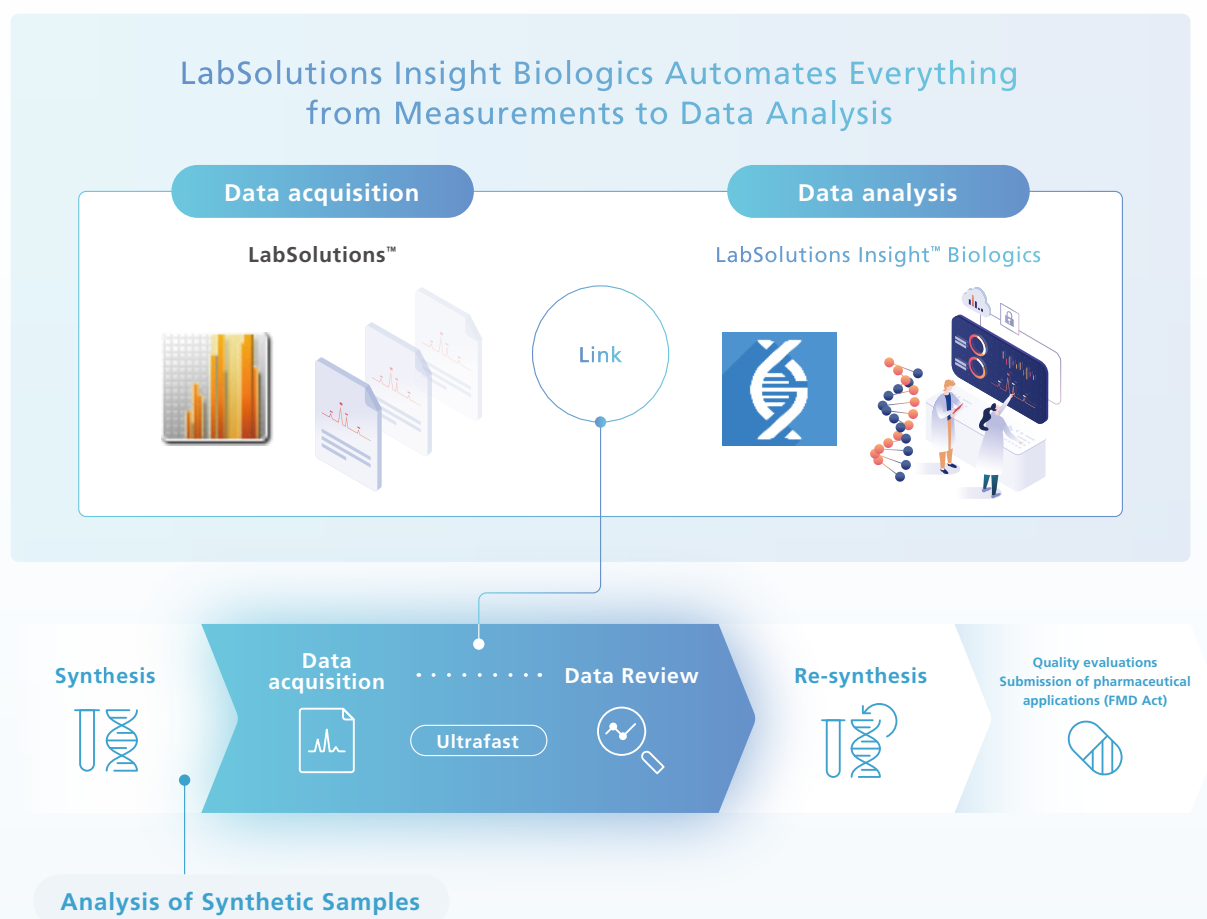 LabSolutions Insight Biologics Automates Everything
from Measurements to Data Analysis
Data acquisition
Data analysis
LabSolutions™
LabSolutions Insight™ Biologics
Link
Synthesis
Data
acquisition
Data Review
Ultrafast
Re-synthesis
Quality evaluations
Submission of pharmaceutical
applications (FMD Act)
Analysis of Synthetic Samples